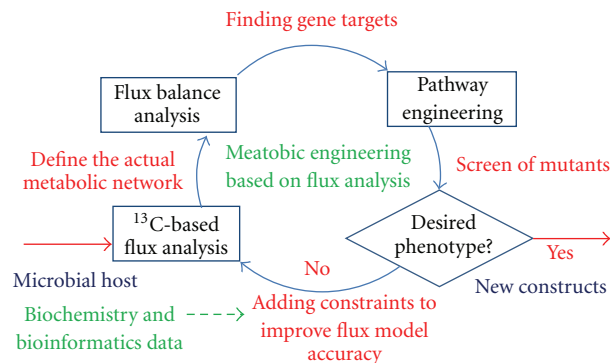 Finding gene targets
Flux balance
analysis
Pathway
engineering
Define the actual
metabolic network
Meatobic engineering
based on flux analysis
Screen of mutants
¹³C-based
flux analysis
Desired
phenotype?
No
Yes
Microbial host
New constructs
Biochemistry and
bioinformatics data
Adding constraints to
improve flux model
accuracy